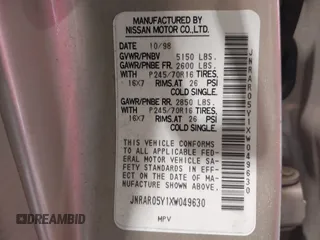 MANUFACTURED BY
NISSAN MOTOR CO.,LTD.
DATE 10/98
GVWR/PNBV 5150 LBS.
GAWR/PNBE FR. 2600 LBS.
WITH P245/70R16 TIRES,
16X7 RIMS,AT 26 PSI
COLD SINGLE.
GAWR/PNBE RR. 2850 LBS.
WITH P245/70R16 TIRES,
16X7 RIMS,AT 26 PSI
COLD SINGLE.
THIS VEHICLE CONFORMS
TO ALL APPLICABLE FED-
ERAL MOTOR VEHICLE SA-
FETY STANDARDS IN EFF-
ECT ON THE DATE OF MA-
NUFACTURE SHOWN ABOVE.
JNRAR05Y1XW049630
MPV
JNRAR05Y1XW049630
DREAMBID